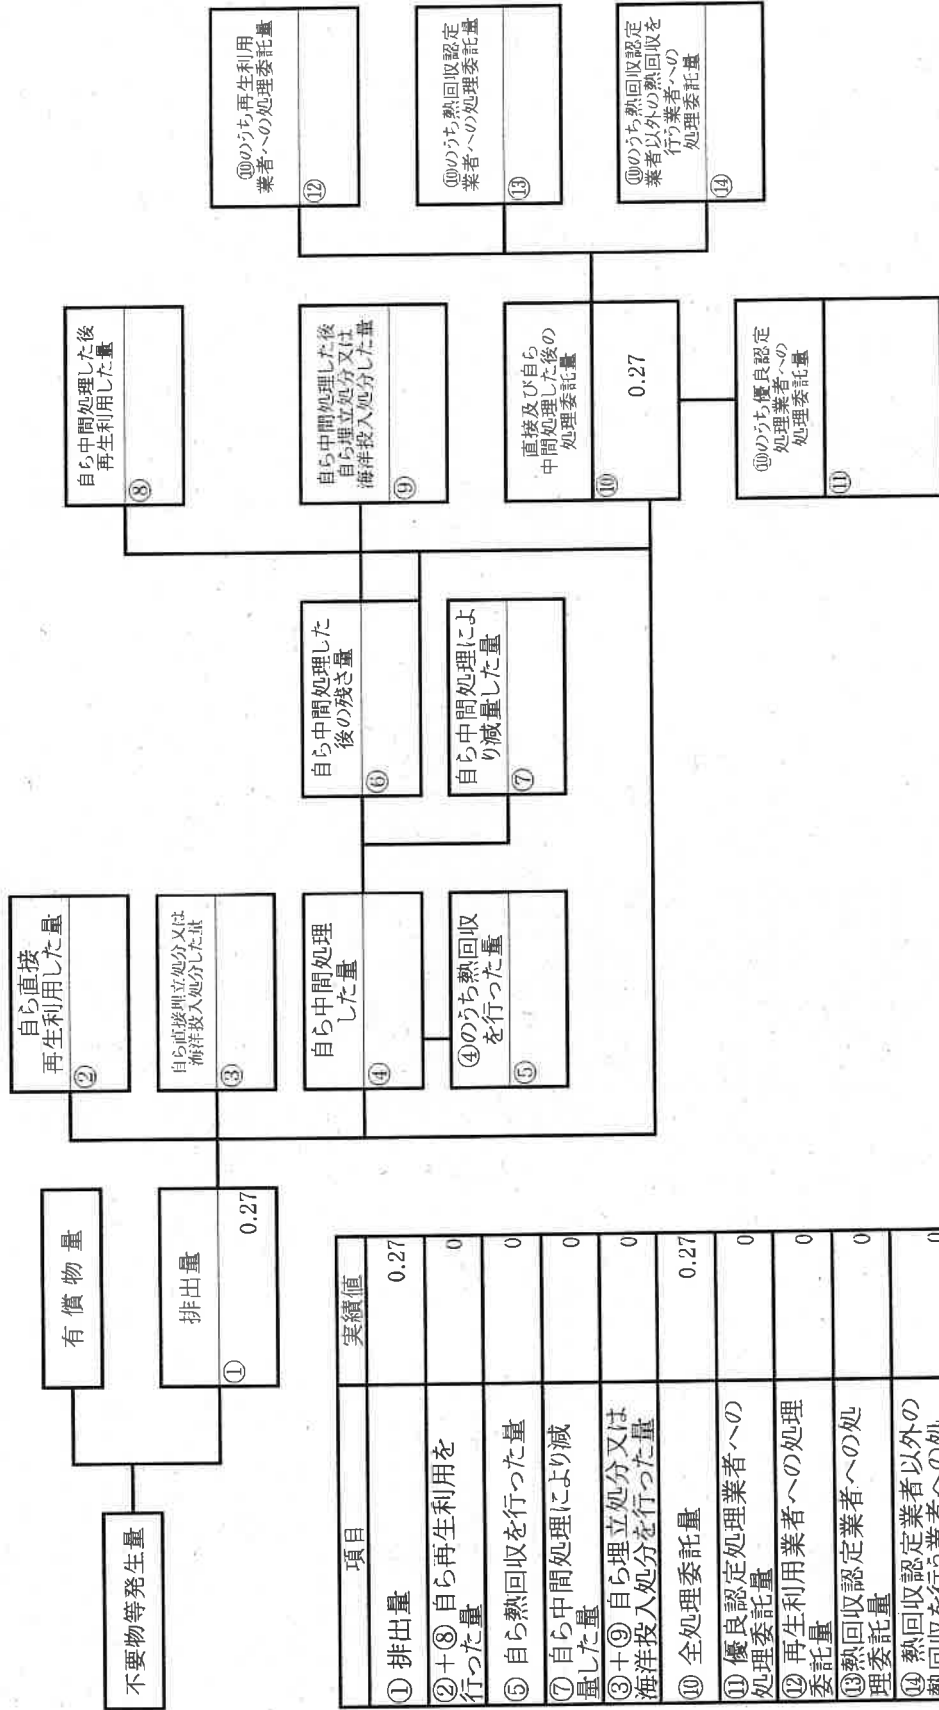 不要物等発生量
有償物量
排出量
①
0.27
自ら直接
再生利用した量
②
自ら直接埋立処分又は
海洋投入処分した量
③
自ら中間処理
した量
④
④のうち熱回収
を行った量
⑤
自ら中間処理した
後の残さ量
⑥
自ら中間処理によ
り減量した量
⑦
自ら中間処理した後
再生利用した量
⑧
自ら中間処理した後
自ら埋立処分又は
海洋投入処分した量
⑨
直接及び自ら
中間処理した後の
処理委託量
⑩
0.27
⑩のうち優良認定
処理業者への
処理委託量
⑪
⑩のうち再生利用
業者への処理委託量
⑫
⑩のうち熱回収認定
業者への処理委託量
⑬
⑩のうち熱回収認定
業者以外の熱回収を
行う業者への
処理委託量
⑭
項目 実績値
①排出量 0.27
②+⑧自ら再生利用を
行った量 0
⑤自ら熱回収を行った量 0
⑦自ら中間処理により減
量した量 0
③+⑨自ら埋立処分又は
海洋投入処分を行った量 0
⑩全処理委託量 0.27
⑪優良認定処理業者への
処理委託量 0
⑫再生利用業者への処理
委託量 0
⑬熱回収認定業者への処
理委託量 0
⑭熱回収認定業者以外の
熱回収を行う業者への処 0